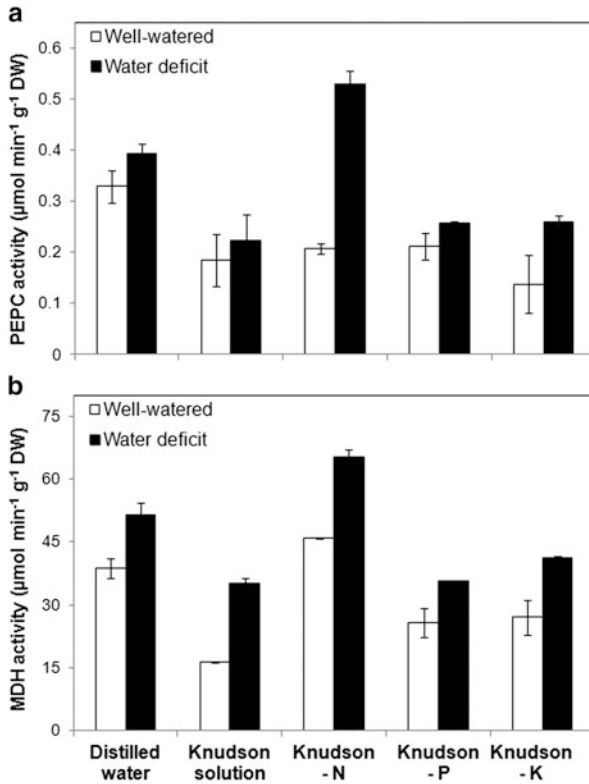 a
Well-watered
Water deficit
0.6
0.5
0.4
0.3
0.2
0.1
0
PEPC activity (µmol min-1 g-1 DW)
b
Well-watered
Water deficit
75
60
45
30
15
0
MDH activity (µmol min-1 g-1 DW)
Distilled water
Knudson solution
Knudson - N
Knudson - P
Knudson - K